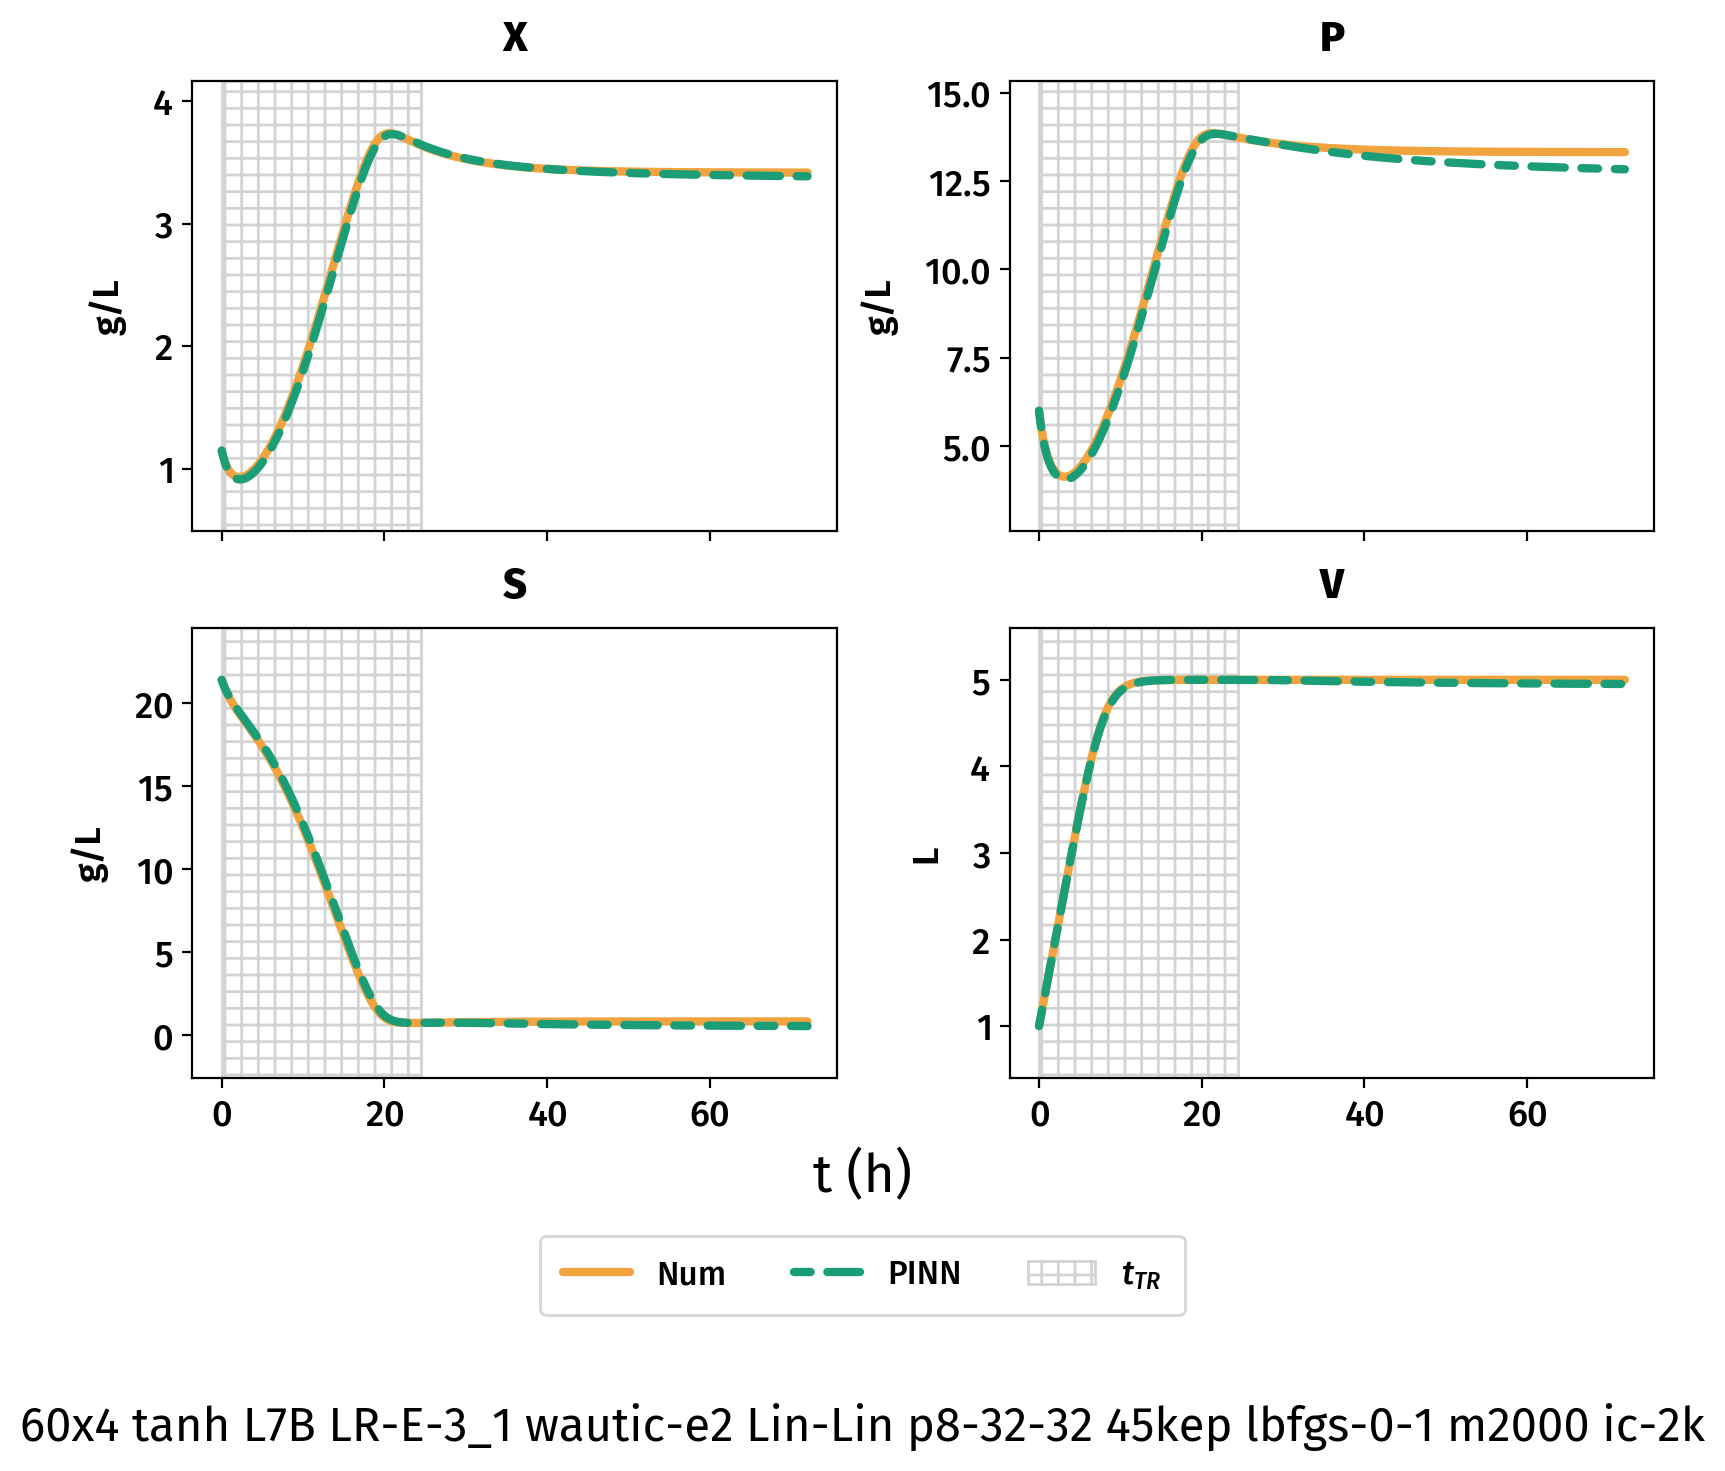 X
P
4
3
2
1
g/L
15.0
12.5
10.0
7.5
5.0
g/L
S
V
20
15
10
5
0
g/L
5
4
3
2
1
L
0 20 40 60
0 20 40 60
t (h)
Num PINN tTR
60x4 tanh L7B LR-E-3_1 wautic-e2 Lin-Lin p8-32-32 45kep lbfgs-0-1 m2000 ic-2k